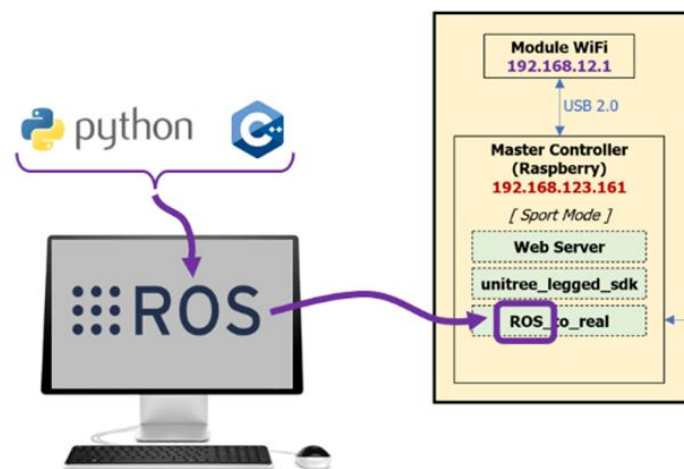 python
C++
ROS
Module WiFi
192.168.12.1
USB 2.0
Master Controller
(Raspberry)
192.168.123.161
[ Sport Mode ]
Web Server
unitree_legged_sdk
ROS_to_real